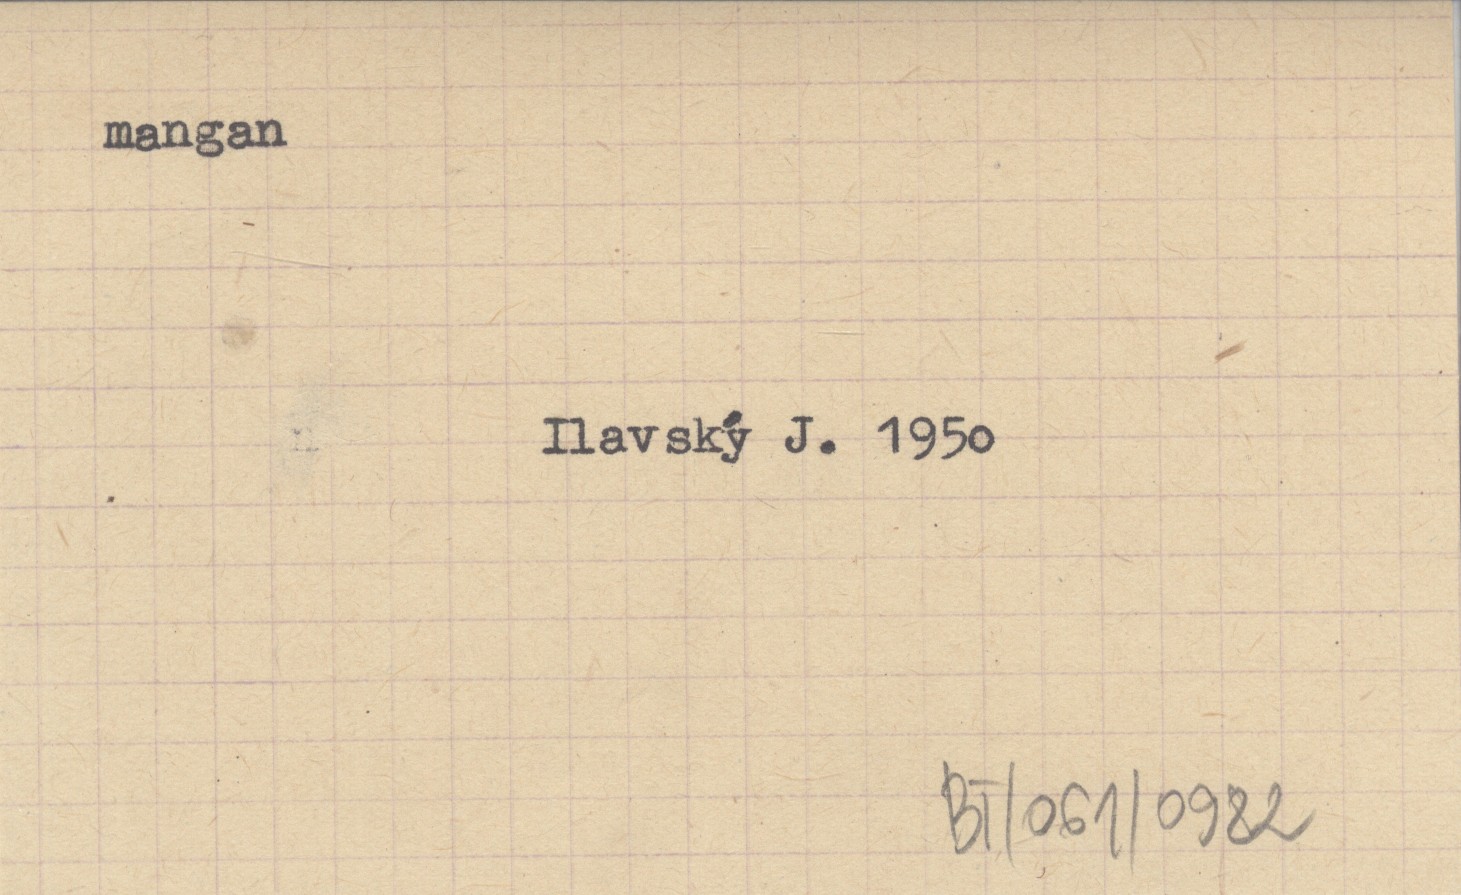 mangan
Ilavský J. 1950
BT/061/0982